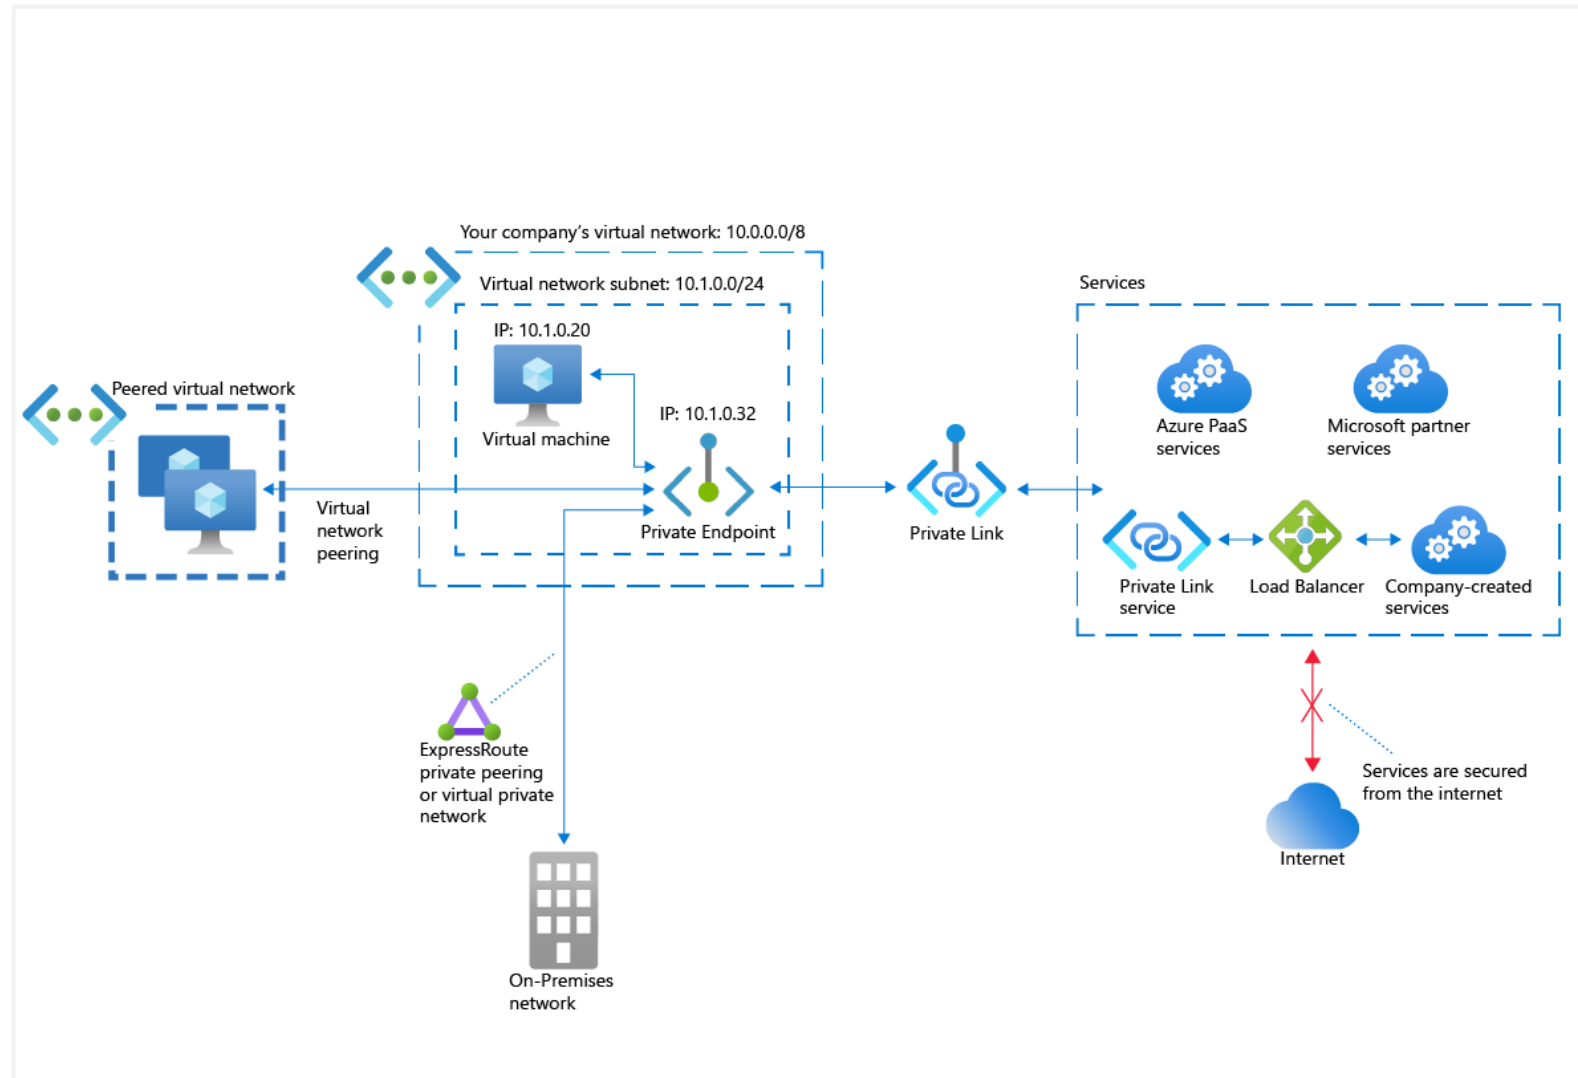 Your company's virtual network: 10.0.0.0/8
Virtual network subnet: 10.1.0.0/24
Services
IP: 10.1.0.20
Peered virtual network
IP: 10.1.0.32
Virtual machine
Azure PaaS
services
Microsoft partner
services
Virtual
network
peering
Private Endpoint
Private Link
Private Link
service
Load Balancer
Company-created
services
ExpressRoute
private peering
or virtual private
network
Services are secured
from the internet
Internet
On-Premises
network